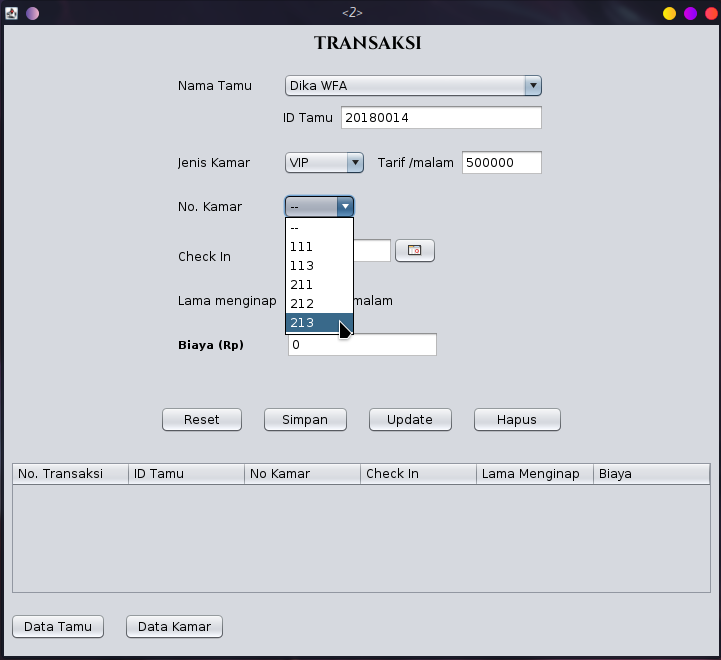 <2>
TRANSAKSI
Nama Tamu Dika WFA
ID Tamu 20180014
Jenis Kamar VIP Tarif /malam 500000
No. Kamar --
--
111
113
211
212
213
Check In
Lama menginap malam
Biaya (Rp) 0
Reset Simpan Update Hapus
No. Transaksi ID Tamu No Kamar Check In Lama Menginap Biaya
Data Tamu Data Kamar